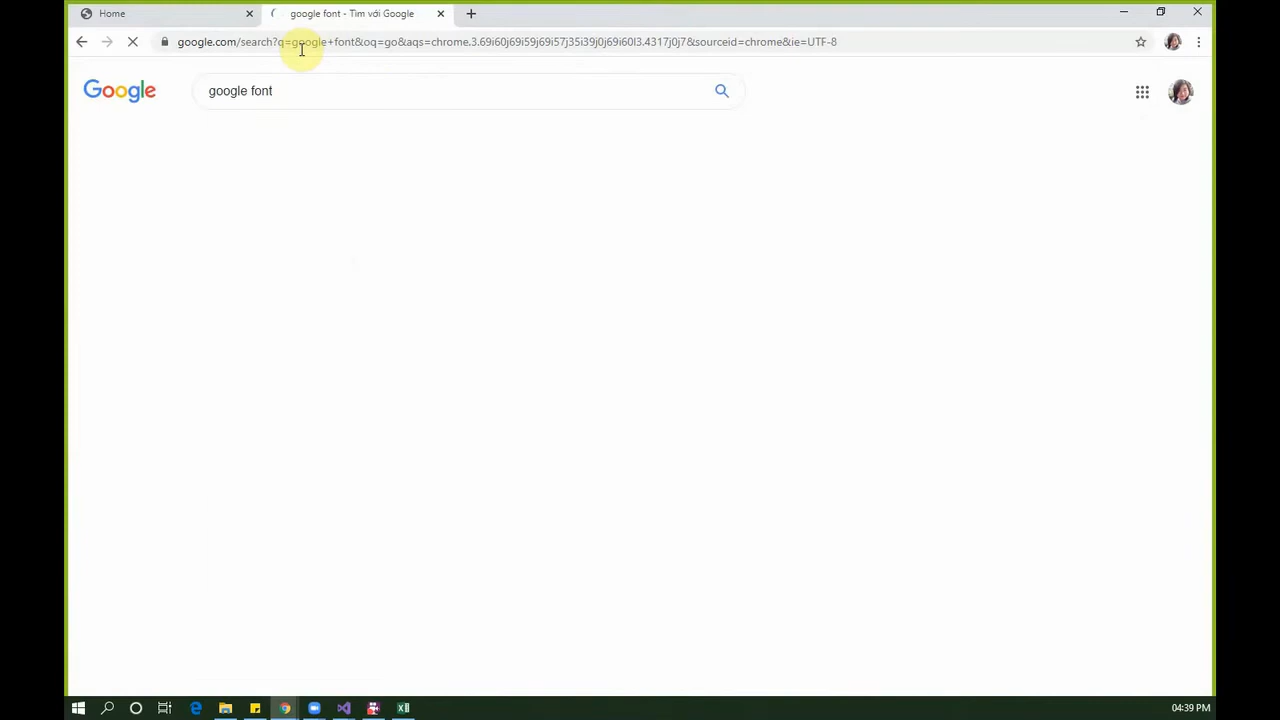 Home
google font - Tìm với Google
google.com/search?q=google+font&oq=go&aqs=chrome.3.69i60j69i59j69i57j35i39j0j69i60l3.4317j0j7&sourceid=chrome&ie=UTF-8
Google
google font
04:39 PM